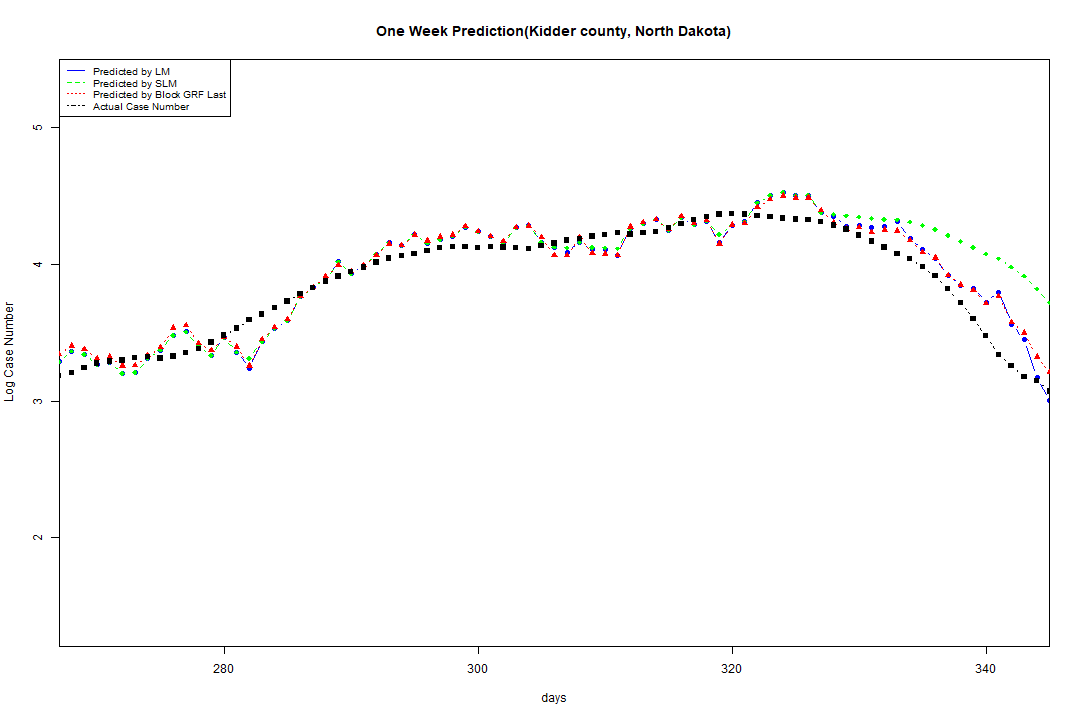 One Week Prediction(Kidder county, North Dakota)
Predicted by LM
Predicted by SLM
Predicted by Block GRF Last
Actual Case Number
5
4
3
2
Log Case Number
280 300 320 340
days